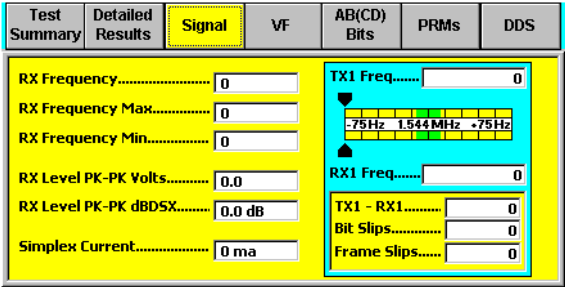 Test Summary
Detailed Results
Signal
VF
AB(CD) Bits
PRMs
DDS
RX Frequency....................... 0
RX Frequency Max............... 0
RX Frequency Min................ 0
RX Level PK-PK Volts.......... 0.0
RX Level PK-PK dBDSX........ 0.0 dB
Simplex Current.................. 0 ma
TX1 Freq....... 0
-75Hz 1.544 MHz +75Hz
RX1 Freq....... 0
TX1 - RX1......... 0
Bit Slips............. 0
Frame Slips...... 0